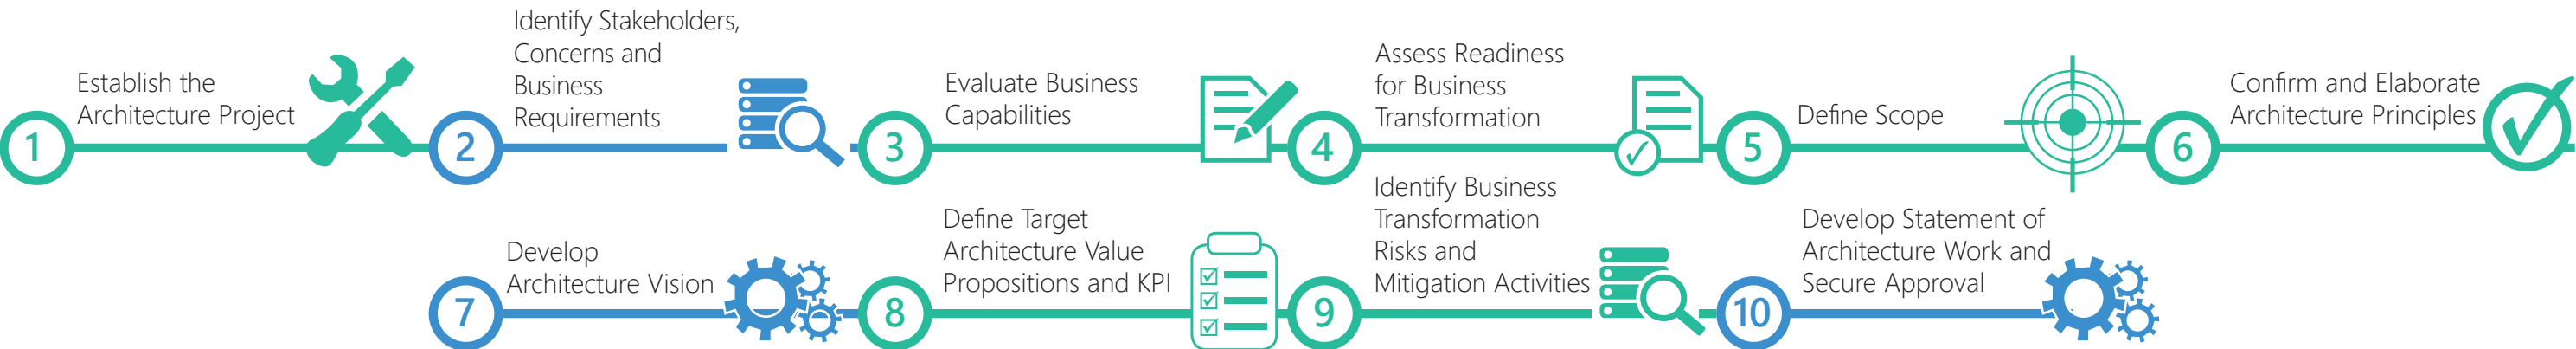 1
Establish the
Architecture Project
2
Identify Stakeholders,
Concerns and
Business
Requirements
3
Evaluate Business
Capabilities
4
Assess Readiness
for Business
Transformation
5
Define Scope
6
Confirm and Elaborate
Architecture Principles
7
Develop
Architecture Vision
8
Define Target
Architecture Value
Propositions and KPI
9
Identify Business
Transformation
Risks and
Mitigation Activities
10
Develop Statement of
Architecture Work and
Secure Approval